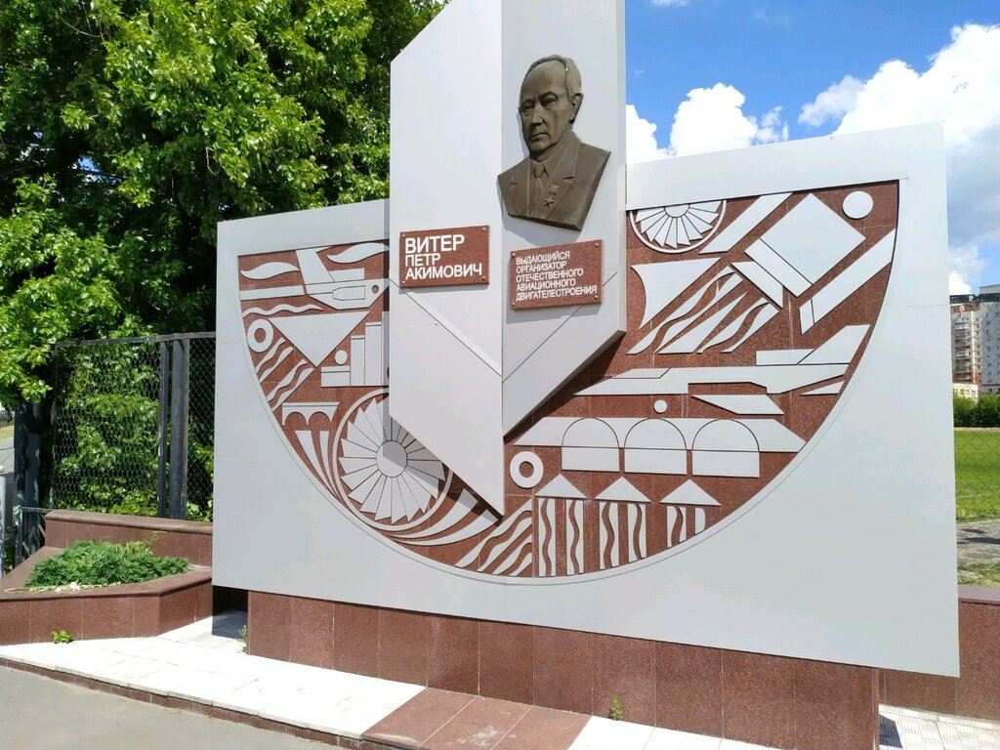 ВИТЕР
ПЕТР
АКИМОВИЧ
ВЫДАЮЩИЙСЯ
ОРГАНИЗАТОР
ОТЕЧЕСТВЕННОГО
АВИАЦИОННОГО
ДВИГАТЕЛЕСТРОЕНИЯ